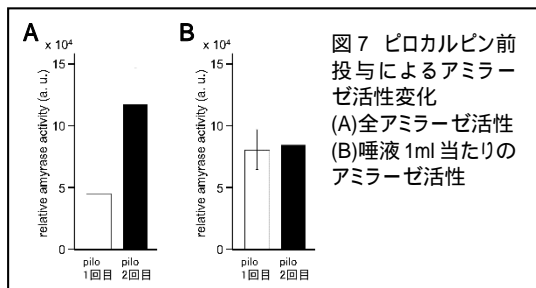 A
x 10⁴
15
10
5
0
relative amyrase activity (a. u.)
pilo
1回目
pilo
2回目
B
x 10⁴
15
10
5
0
relative amyrase activity (a. u.)
pilo
1回目
pilo
2回目
図7 ピロカルピン前
投与によるアミラー
ゼ活性変化
(A)全アミラーゼ活性
(B)唾液1ml当たりの
アミラーゼ活性